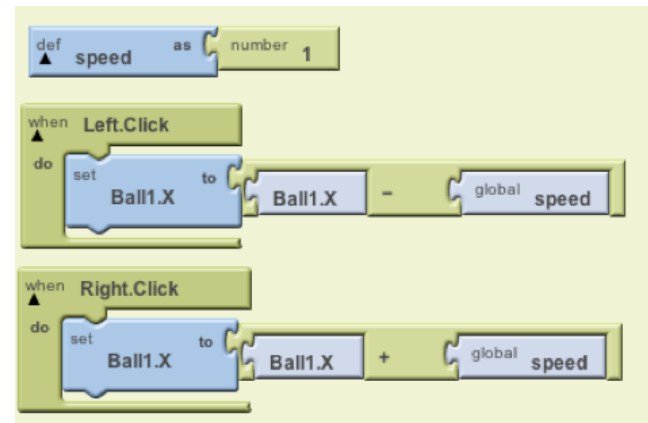 def speed as number 1
when Left.Click
do set Ball1.X to Ball1.X - global speed
when Right.Click
do set Ball1.X to Ball1.X + global speed